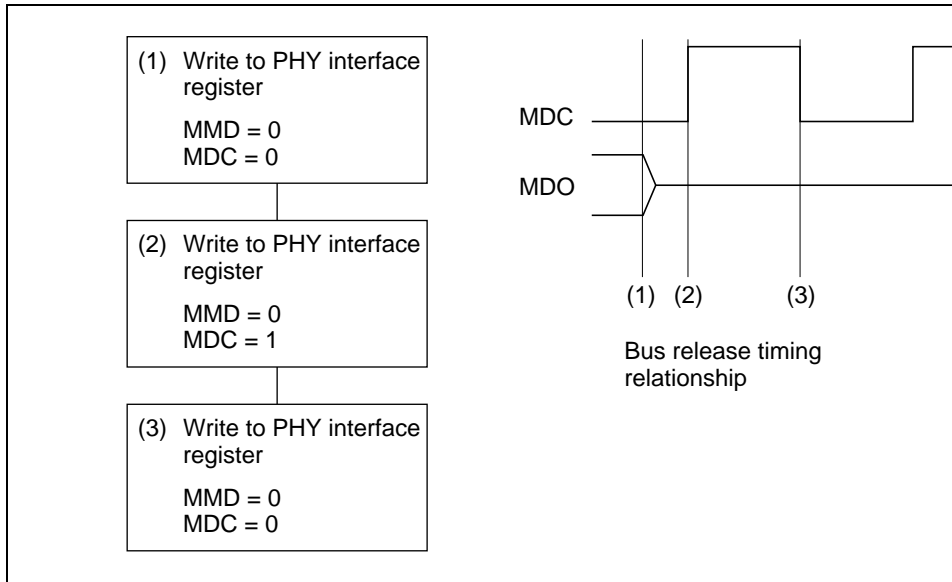 (1) Write to PHY interface
register
MMD = 0
MDC = 0
(2) Write to PHY interface
register
MMD = 0
MDC = 1
(3) Write to PHY interface
register
MMD = 0
MDC = 0
MDC
MDO
(1) (2) (3)
Bus release timing
relationship